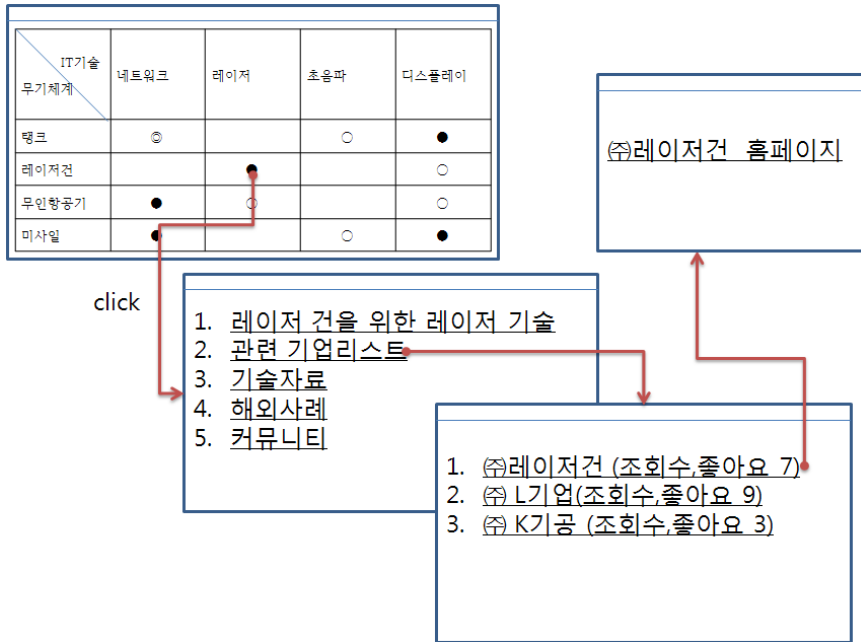 IT기술
무기체계
네트워크 레이저 초음파 디스플레이
탱크 ◎ ○ ●
레이저건 ● ○
무인항공기 ● ○ ○
미사일 ● ○ ●
㈜레이저건 홈페이지
click
1. 레이저 건을 위한 레이저 기술
2. 관련 기업리스트
3. 기술자료
4. 해외사례
5. 커뮤니티
1. ㈜레이저건 (조회수,좋아요 7)
2. ㈜ L기업(조회수,좋아요 9)
3. ㈜ K기공 (조회수,좋아요 3)